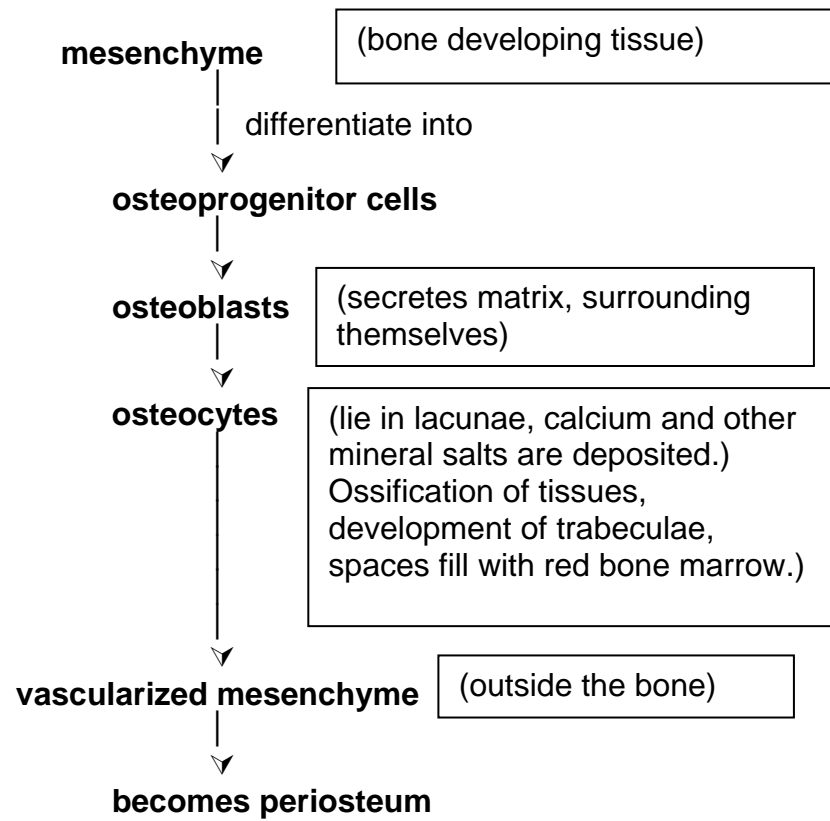 mesenchyme
(bone developing tissue)
differentiate into
osteoprogenitor cells
osteoblasts
(secretes matrix, surrounding
themselves)
osteocytes
(lie in lacunae, calcium and other
mineral salts are deposited.)
Ossification of tissues,
development of trabeculae,
spaces fill with red bone marrow.)
vascularized mesenchyme
(outside the bone)
becomes periosteum